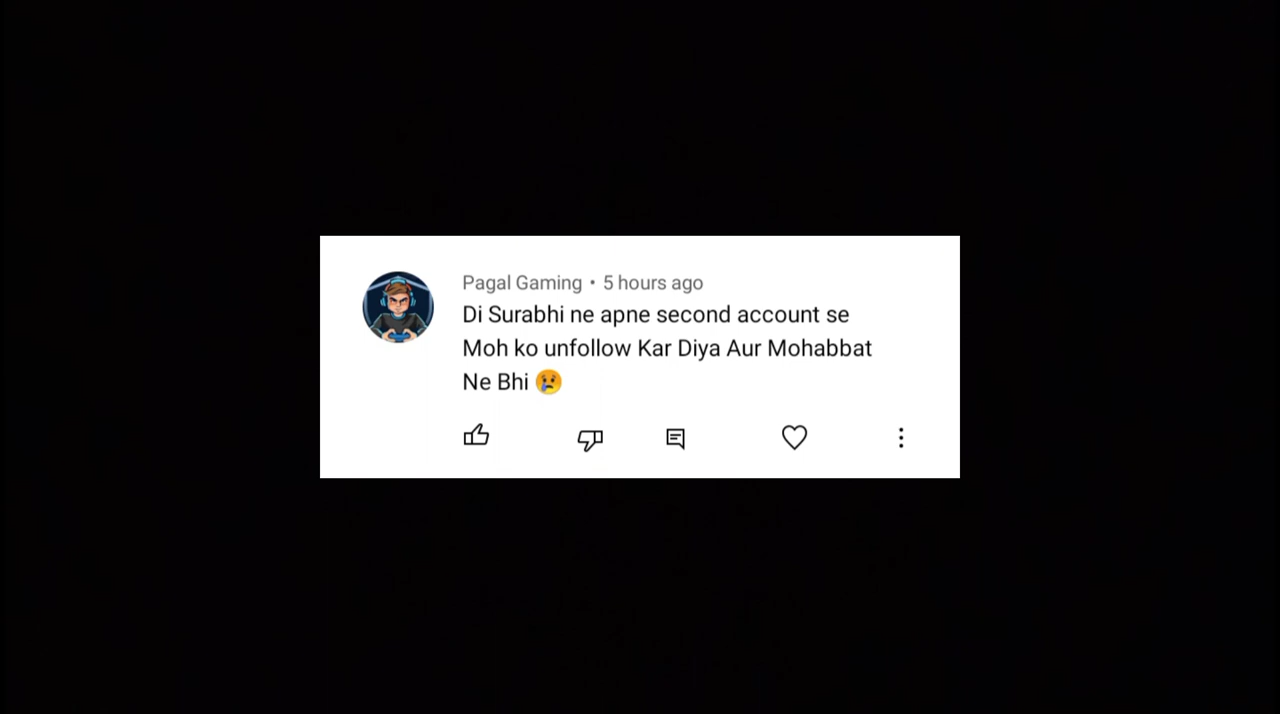 Pagal Gaming • 5 hours ago
Di Surabhi ne apne second account se
Moh ko unfollow Kar Diya Aur Mohabbat
Ne Bhi 😢